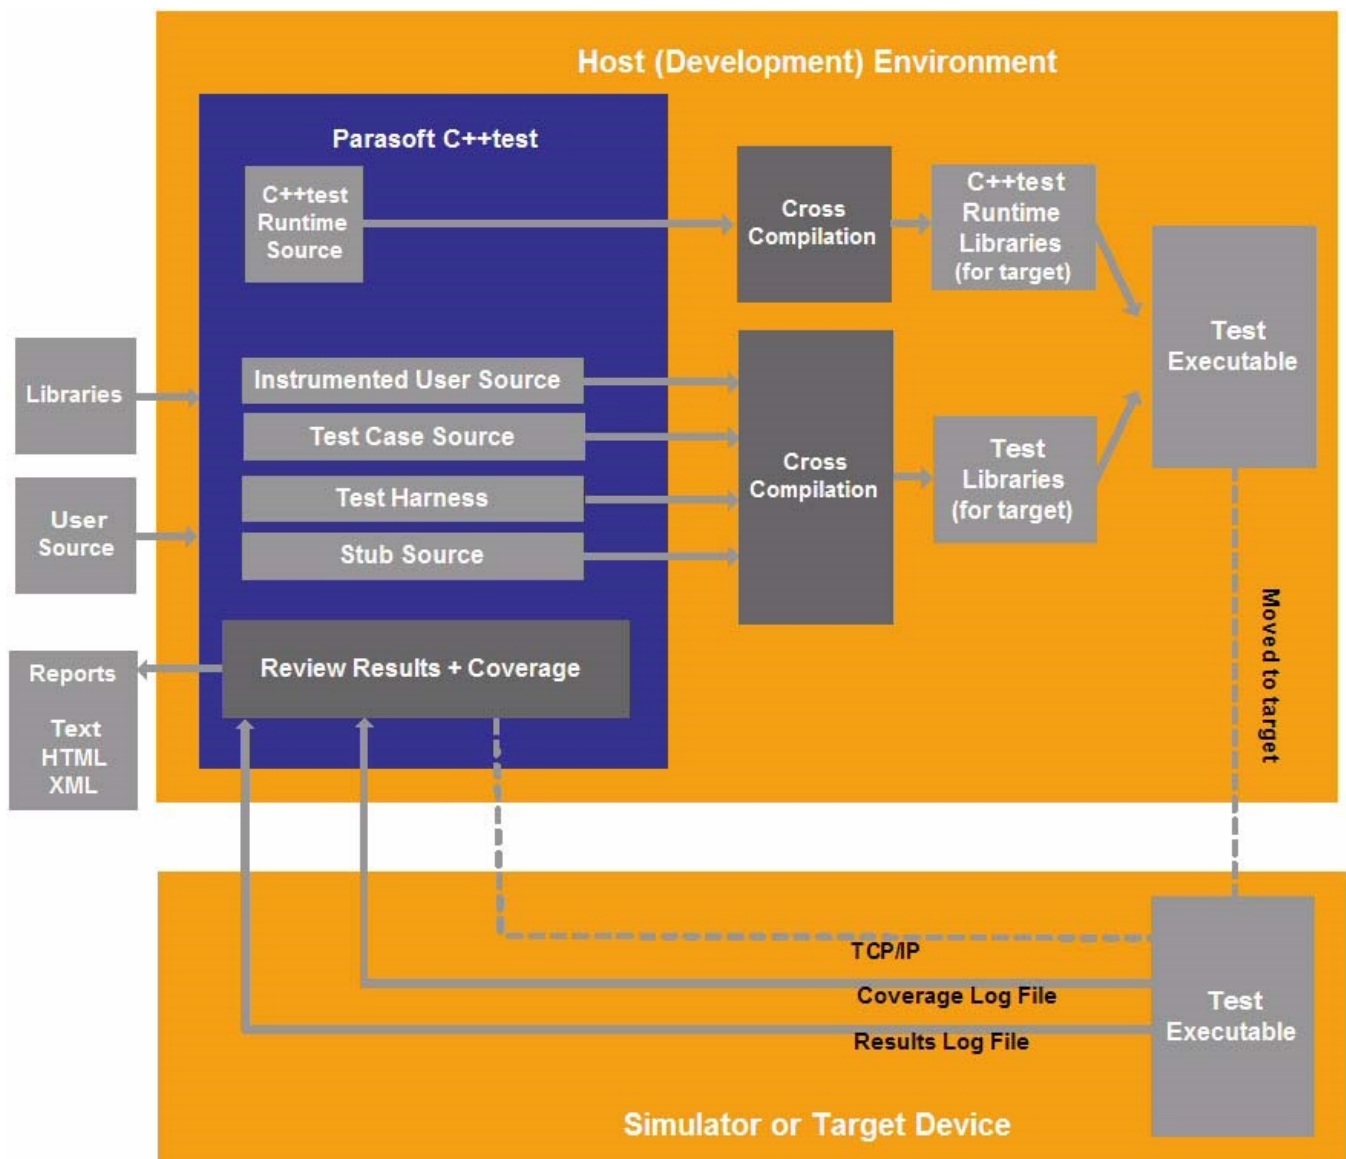 Host (Development) Environment
Parasoft C++test
C++test
Runtime
Source
Cross
Compilation
C++test
Runtime
Libraries
(for target)
Test
Executable
Libraries
User
Source
Instrumented User Source
Test Case Source
Test Harness
Stub Source
Cross
Compilation
Test
Libraries
(for target)
Moved to target
Reports
Text
HTML
XML
Review Results + Coverage
TCP/IP
Coverage Log File
Results Log File
Test
Executable
Simulator or Target Device